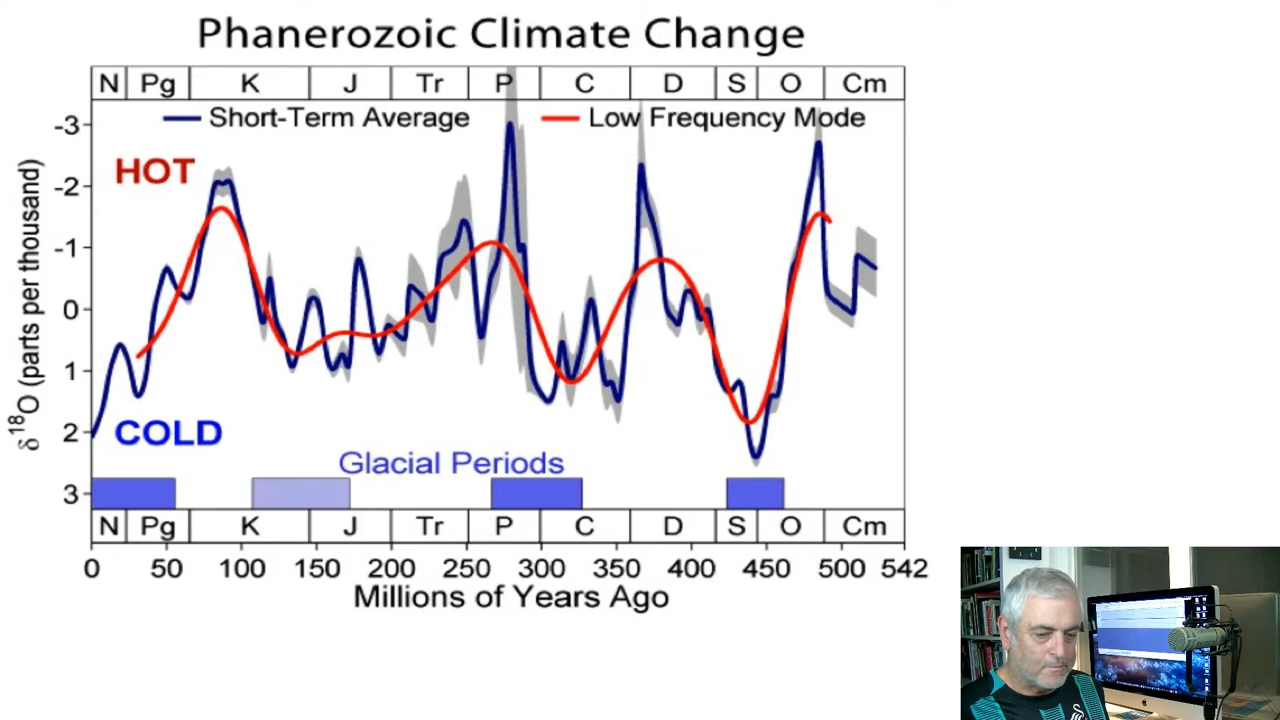 Phanerozoic Climate Change
N Pg K J Tr P C D S O Cm
Short-Term Average Low Frequency Mode
-3
HOT
-2
-1
0
1
2
3
δ18O (parts per thousand)
COLD
Glacial Periods
N Pg K J Tr P C D S O Cm
0 50 100 150 200 250 300 350 400 450 500 542
Millions of Years Ago